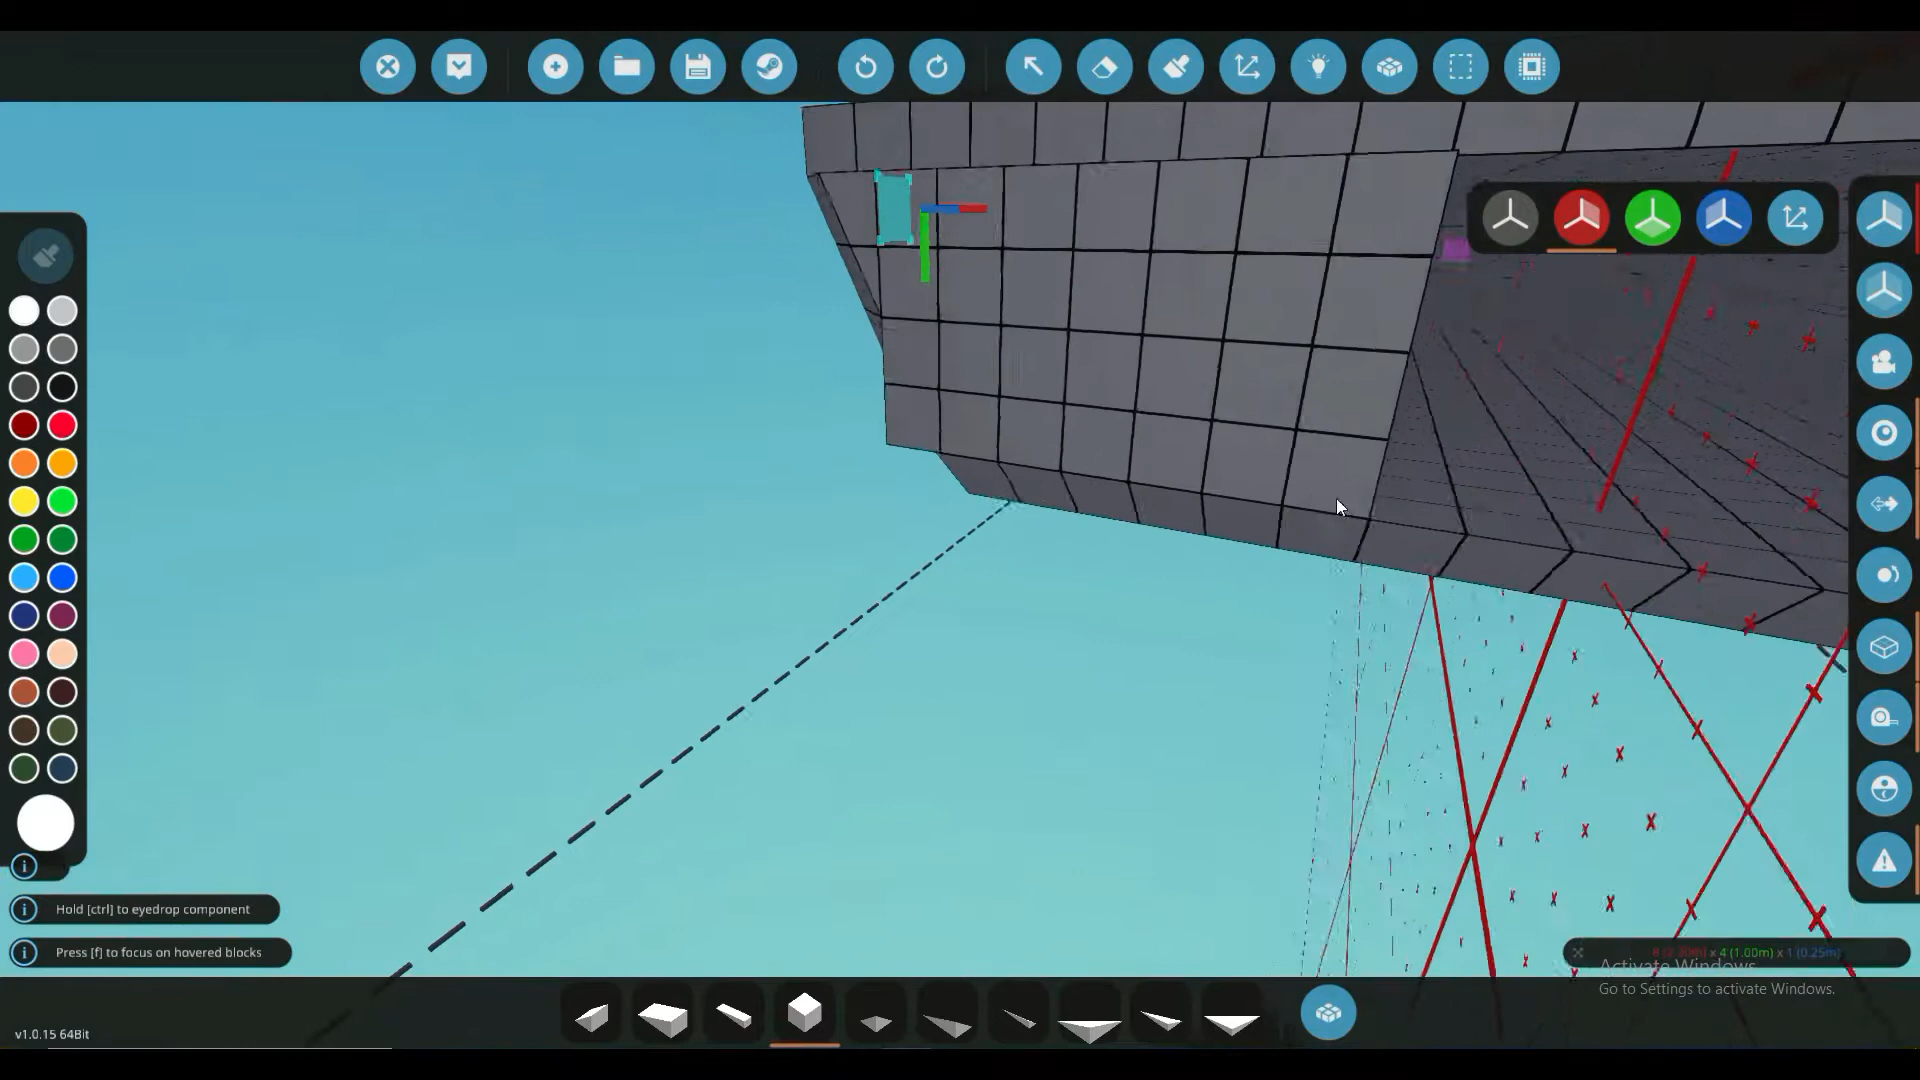 Hold [ctrl] to eyedrop component
Press [f] to focus on hovered blocks
x 4 (1.00m) x 1 (0.25m)
Activate Windows
Go to Settings to activate Windows.
v1.0.15 64Bit